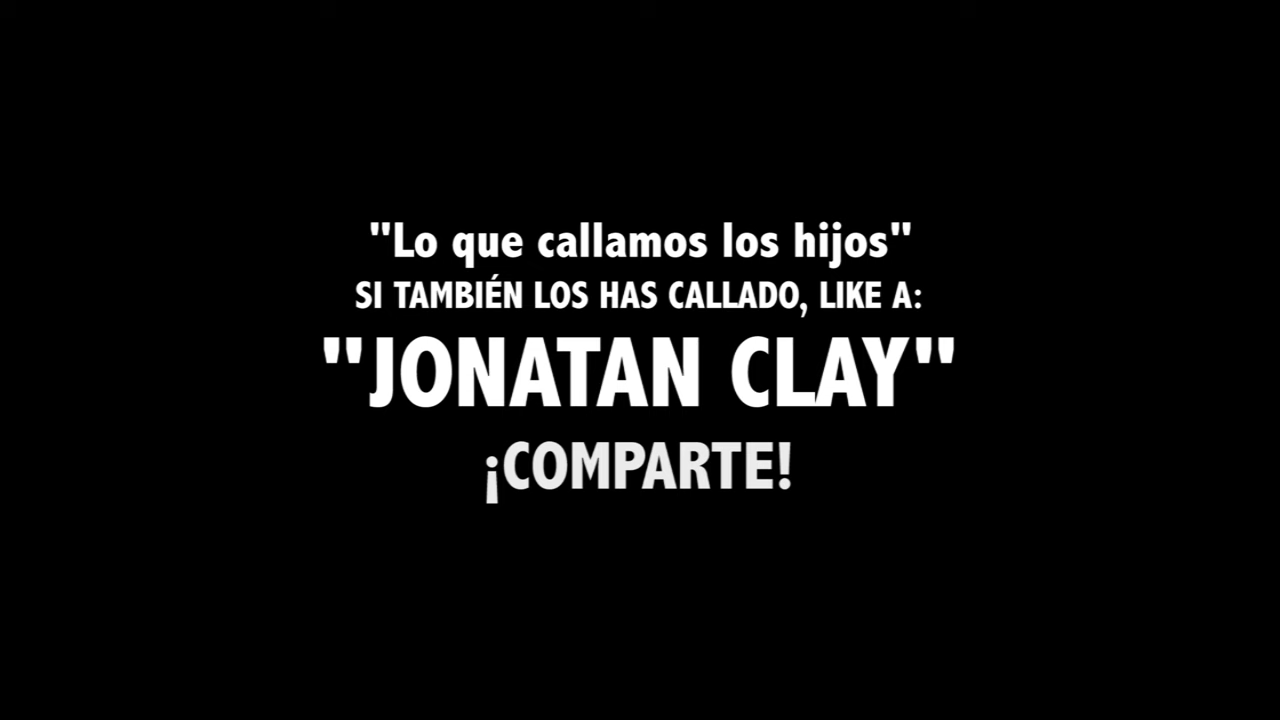 "Lo que callamos los hijos"
SI TAMBIÉN LOS HAS CALLADO, LIKE A:
"JONATAN CLAY"
¡COMPARTE!